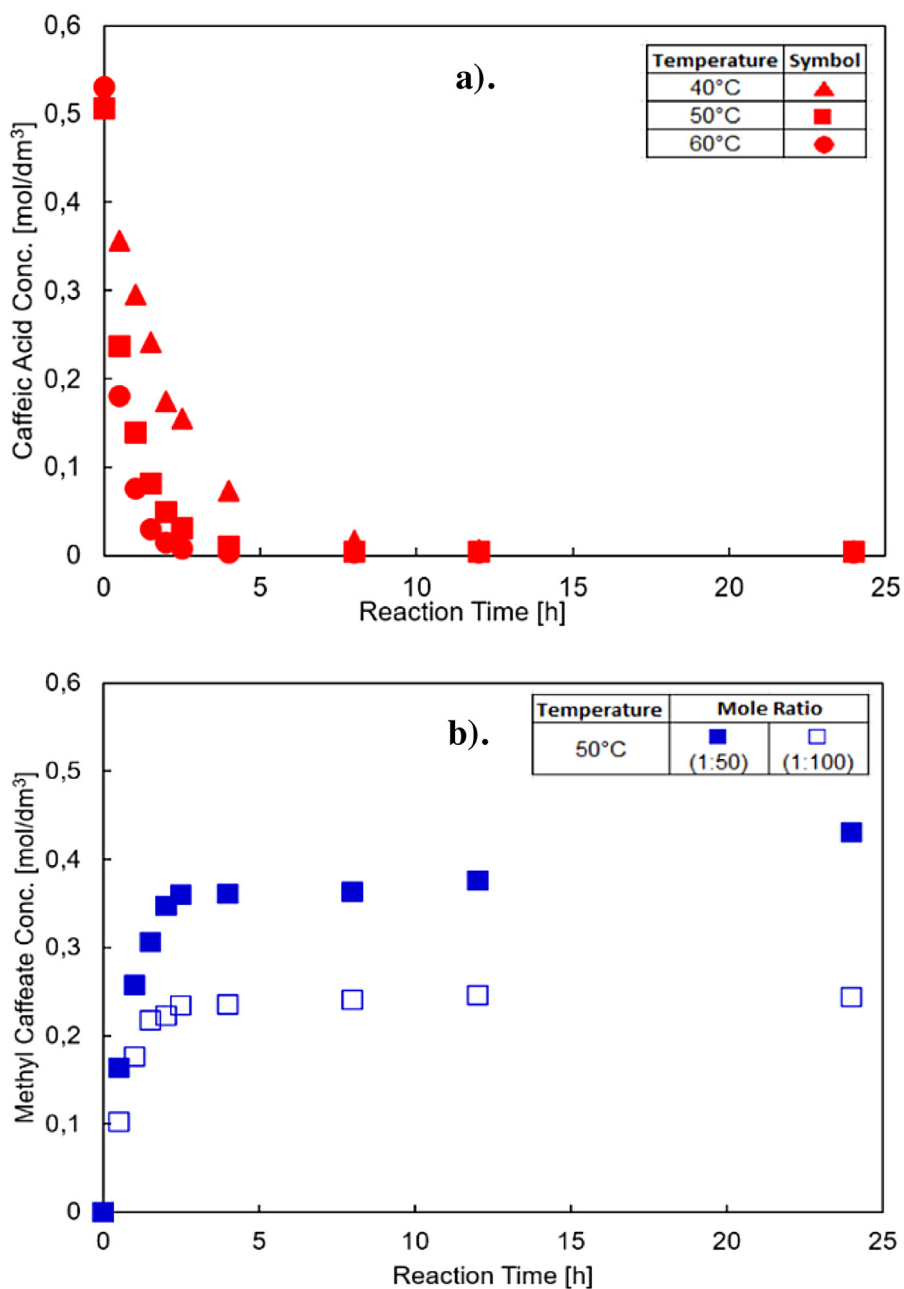 a).
Temperature Symbol
40°C
50°C
60°C
0,6
0,5
0,4
0,3
0,2
0,1
0
Caffeic Acid Conc. [mol/dm³]
0 5 10 15 20 25
Reaction Time [h]
b).
Temperature Mole Ratio
50°C
(1:50) (1:100)
0,6
0,5
0,4
0,3
0,2
0,1
0
Methyl Caffeate Conc. [mol/dm³]
0 5 10 15 20 25
Reaction Time [h]